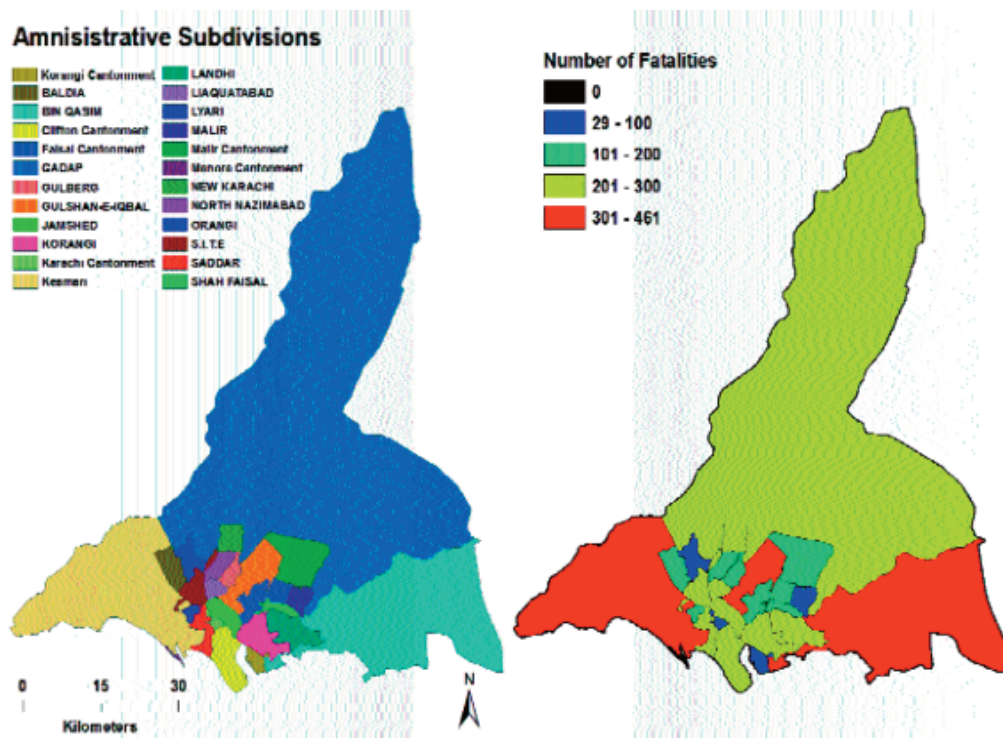 Amnisistrative Subdivisions
Korangi Cantonment
BALDIA
BIN QASIM
Clifton Cantonment
Faisal Cantonment
GADAP
GULBERG
GULSHAN-E-IQBAL
JAMSHED
KORANGI
Karachi Cantonment
Keamari
LANDHI
LIAQUATABAD
LYARI
MALIR
Malir Cantonment
Manora Cantonment
NEW KARACHI
NORTH NAZIMABAD
ORANGI
S.I.T.E
SADDAR
SHAH FAISAL
Number of Fatalities
0
29 - 100
101 - 200
201 - 300
301 - 461
0 15 30
Kilometers
N